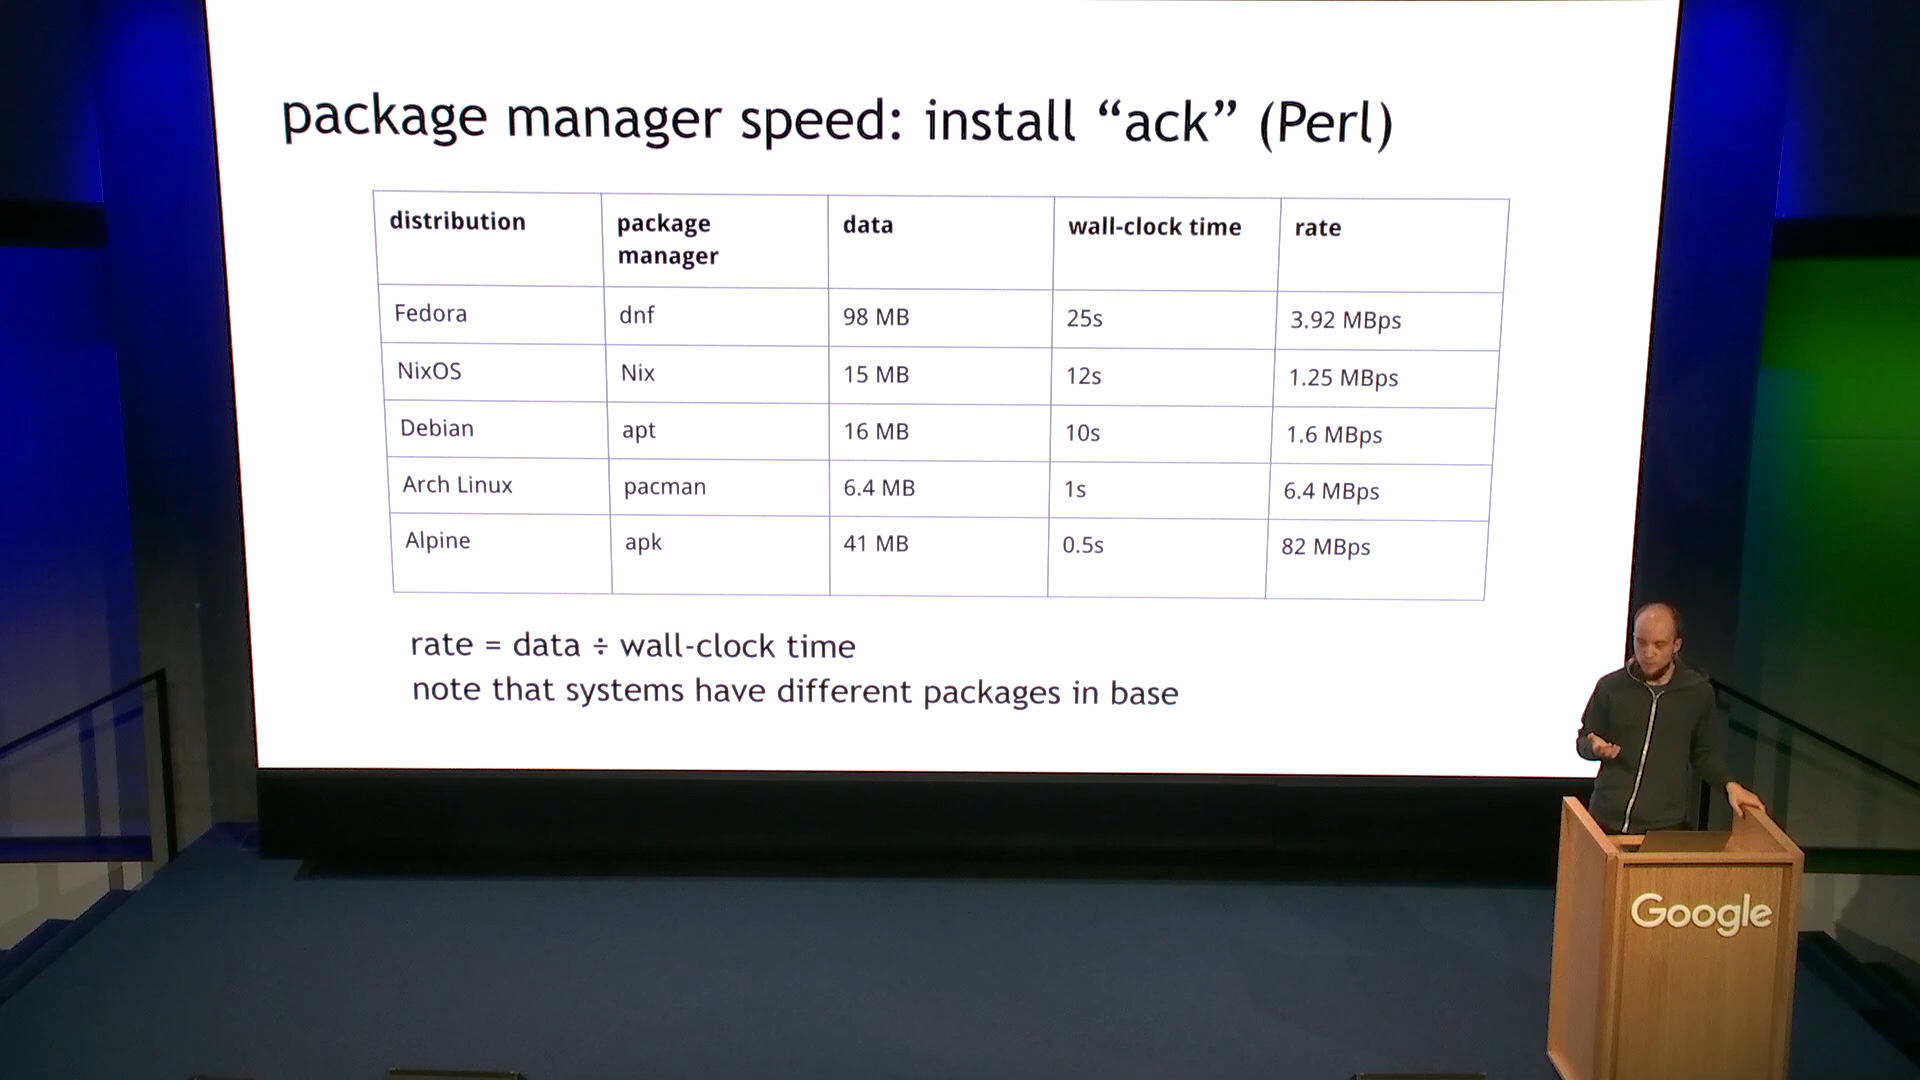 package manager speed: install “ack” (Perl)
distribution package manager data wall-clock time rate
Fedora dnf 98 MB 25s 3.92 MBps
NixOS Nix 15 MB 12s 1.25 MBps
Debian apt 16 MB 10s 1.6 MBps
Arch Linux pacman 6.4 MB 1s 6.4 MBps
Alpine apk 41 MB 0.5s 82 MBps
rate = data ÷ wall-clock time
note that systems have different packages in base
Google